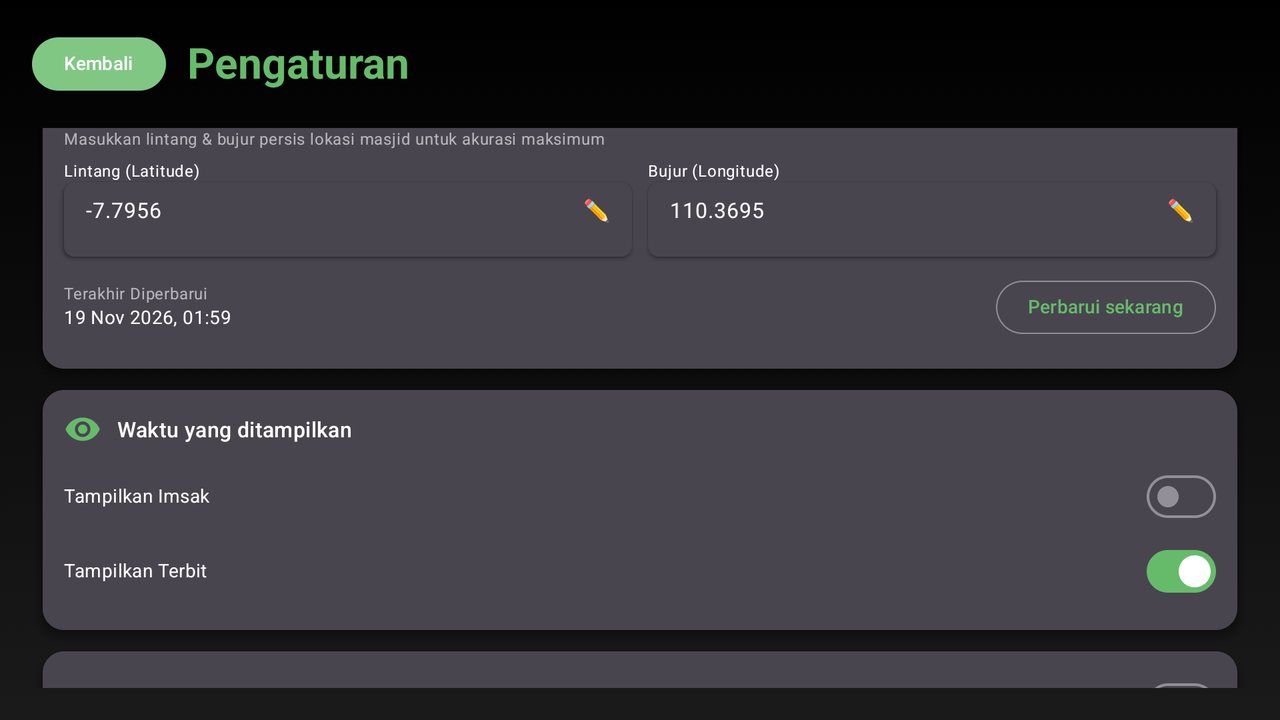 Kembali
Pengaturan
Masukkan lintang & bujur persis lokasi masjid untuk akurasi maksimum
Lintang (Latitude)
Bujur (Longitude)
-7.7956
110.3695
Terakhir Diperbarui
19 Nov 2026, 01:59
Perbarui sekarang
Waktu yang ditampilkan
Tampilkan Imsak
Tampilkan Terbit